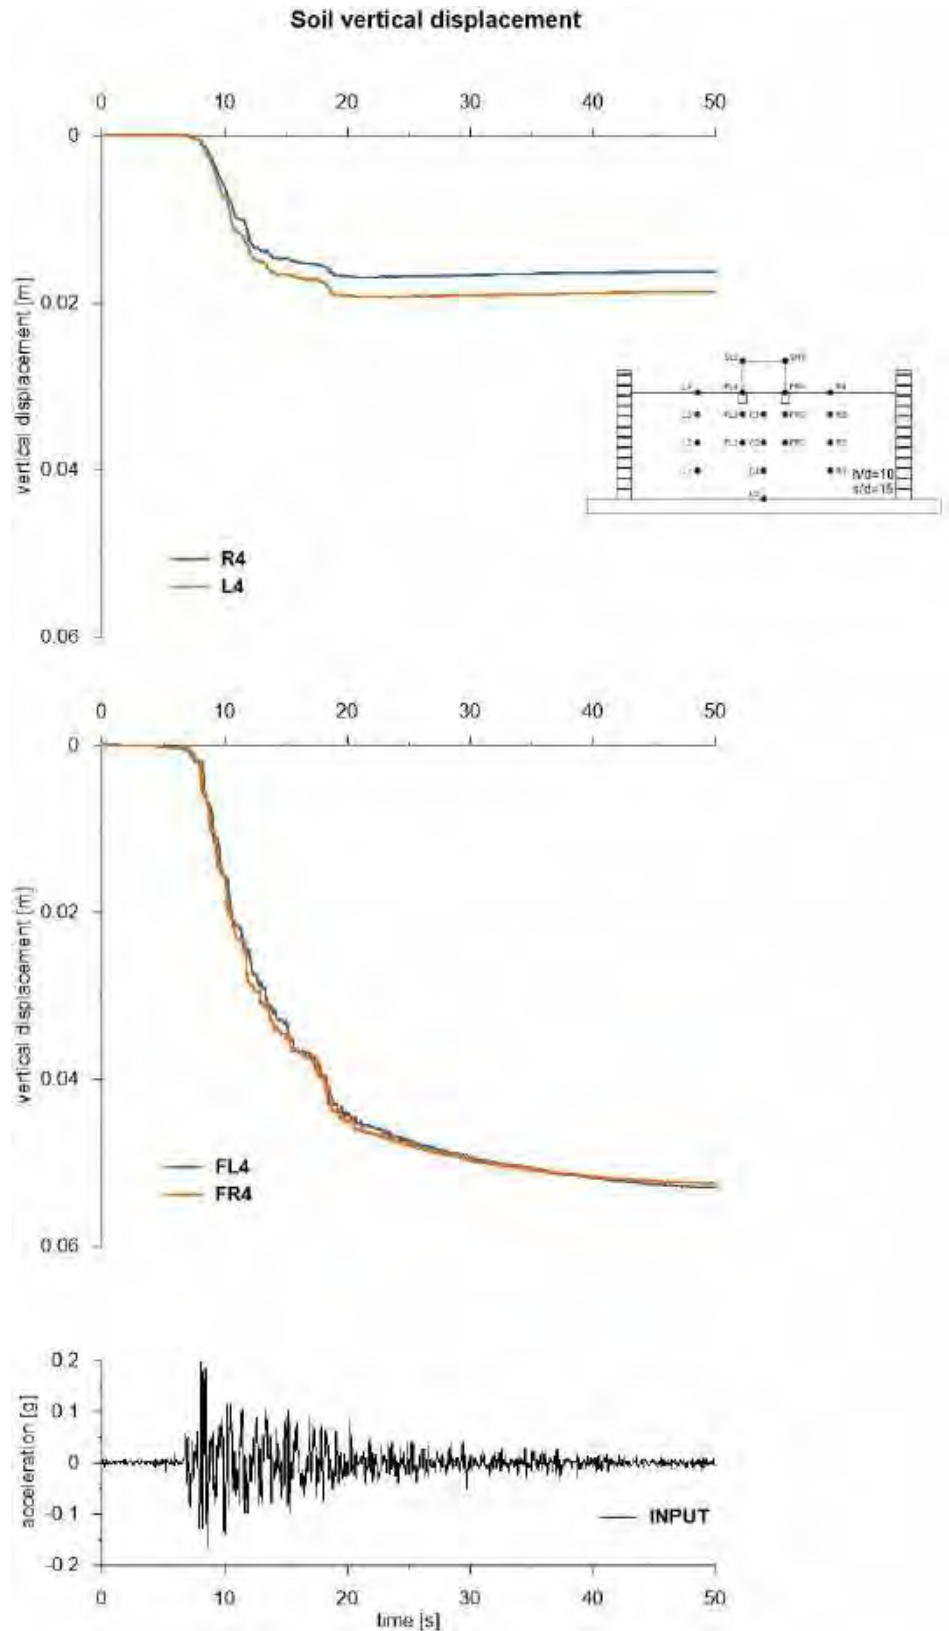 Soil vertical displacement
0 10 20 30 40 50
0
0.02
0.04
0.06
vertical displacement [m]
R4
L4
h/d=10
s/d=15
0 10 20 30 40 50
0
0.02
0.04
0.06
vertical displacement [m]
FL4
FR4
0.2
0.1
0
-0.1
-0.2
acceleration [g]
INPUT
0 10 20 30 40 50
time [s]